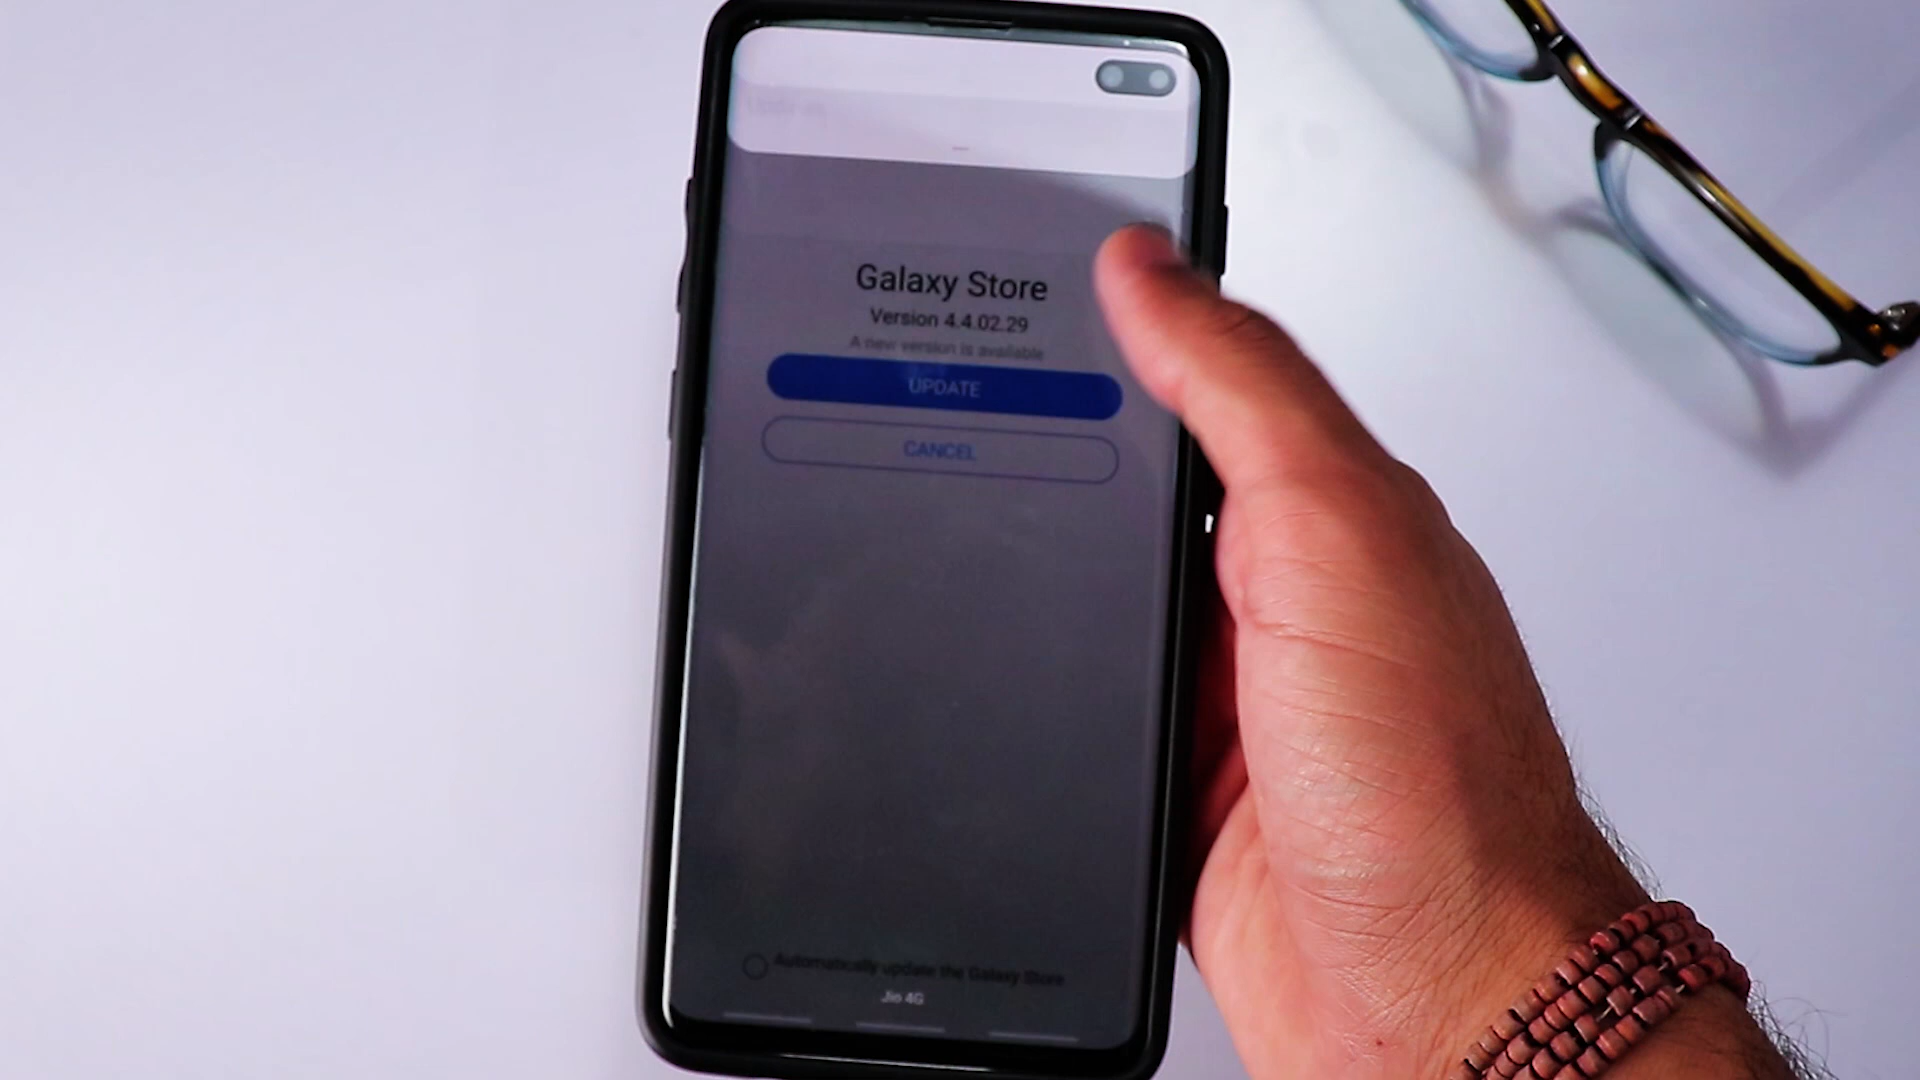 Galaxy Store
Version 4.4.02.29
A new version is available
UPDATE
CANCEL
Automatically update the Galaxy Store
Jio 4G